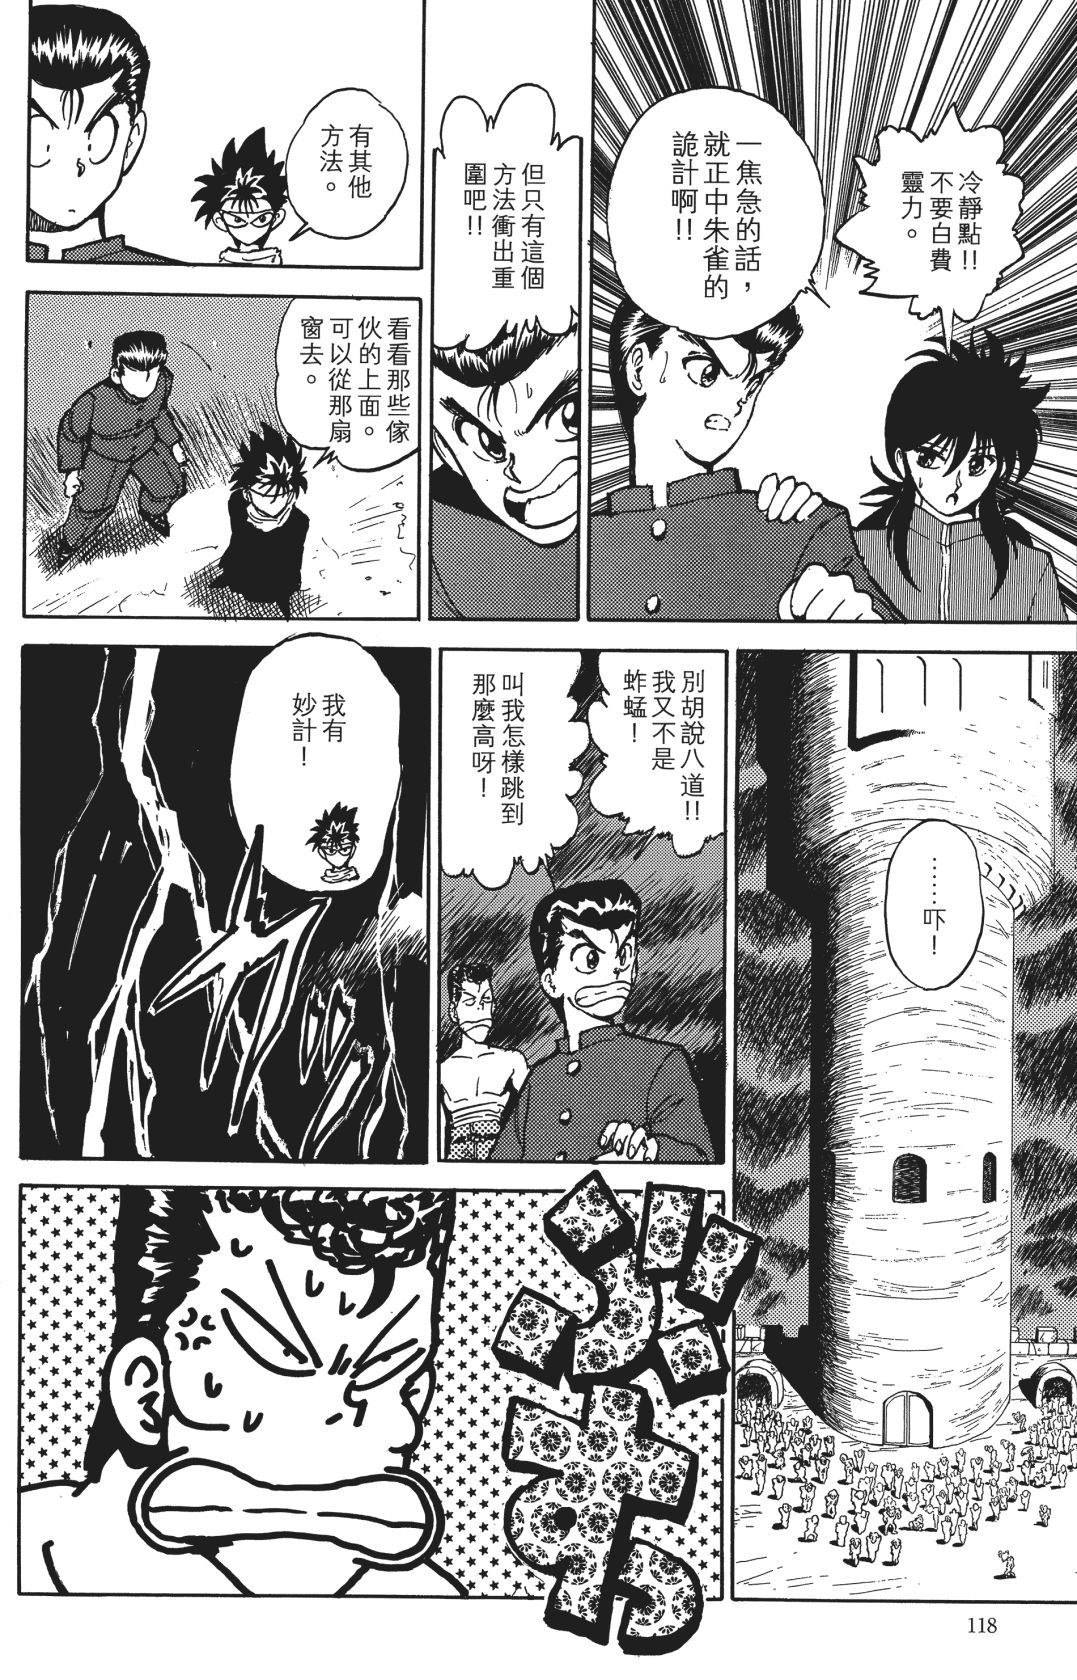 冷靜點!!
不要白費
靈力。
一焦急的話，
就正中朱雀的
詭計啊!!
但只有這個
方法衝出重
圍吧!!
有其他
方法。
看看那些傢
伙的上面。
可以從那扇
窗去。
……吓！
別胡說八道!!
我又不是
蚱蜢！
叫我怎樣跳到
那麼高呀！
我有
妙計！
118